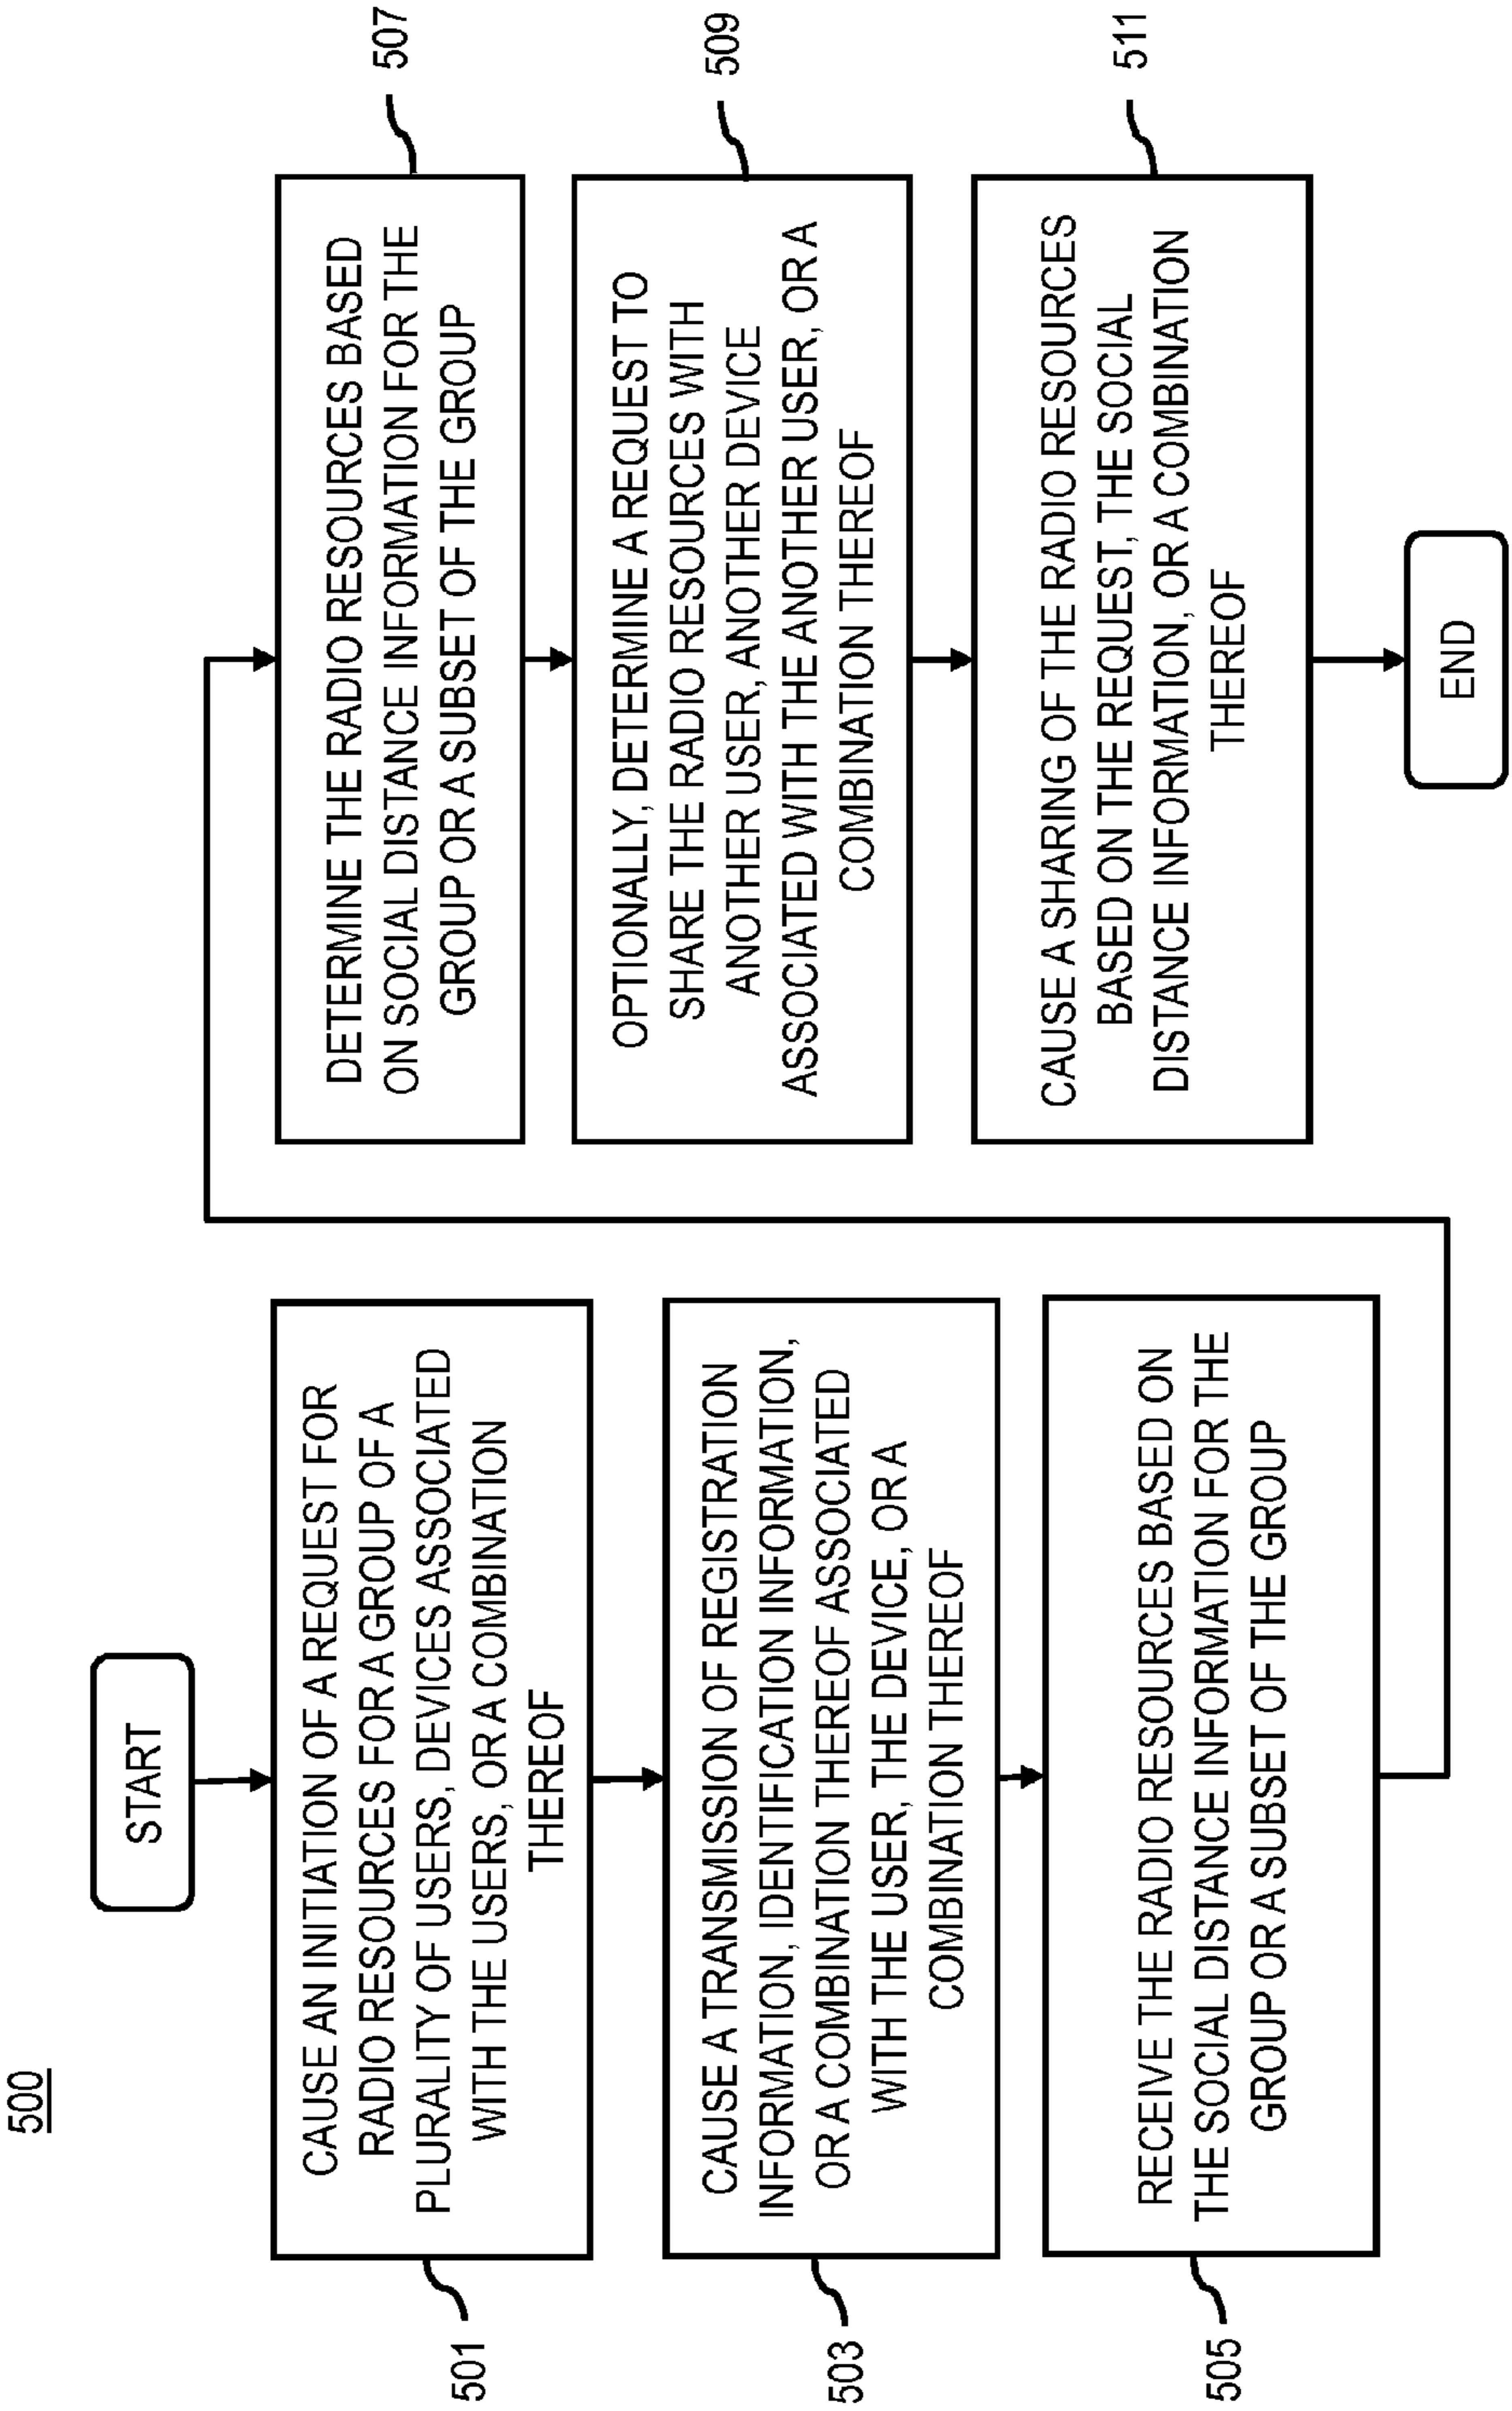 500
START
CAUSE AN INITIATION OF A REQUEST FOR
RADIO RESOURCES FOR A GROUP OF A
PLURALITY OF USERS, DEVICES ASSOCIATED
WITH THE USERS, OR A COMBINATION
THEREOF
501
CAUSE A TRANSMISSION OF REGISTRATION
INFORMATION, IDENTIFICATION INFORMATION,
OR A COMBINATION THEREOF ASSOCIATED
WITH THE USER, THE DEVICE, OR A
COMBINATION THEREOF
503
RECEIVE THE RADIO RESOURCES BASED ON
THE SOCIAL DISTANCE INFORMATION FOR THE
GROUP OR A SUBSET OF THE GROUP
505
DETERMINE THE RADIO RESOURCES BASED
ON SOCIAL DISTANCE INFORMATION FOR THE
GROUP OR A SUBSET OF THE GROUP
507
OPTIONALLY, DETERMINE A REQUEST TO
SHARE THE RADIO RESOURCES WITH
ANOTHER USER, ANOTHER DEVICE
ASSOCIATED WITH THE ANOTHER USER, OR A
COMBINATION THEREOF
509
CAUSE A SHARING OF THE RADIO RESOURCES
BASED ON THE REQUEST, THE SOCIAL
DISTANCE INFORMATION, OR A COMBINATION
THEREOF
511
END